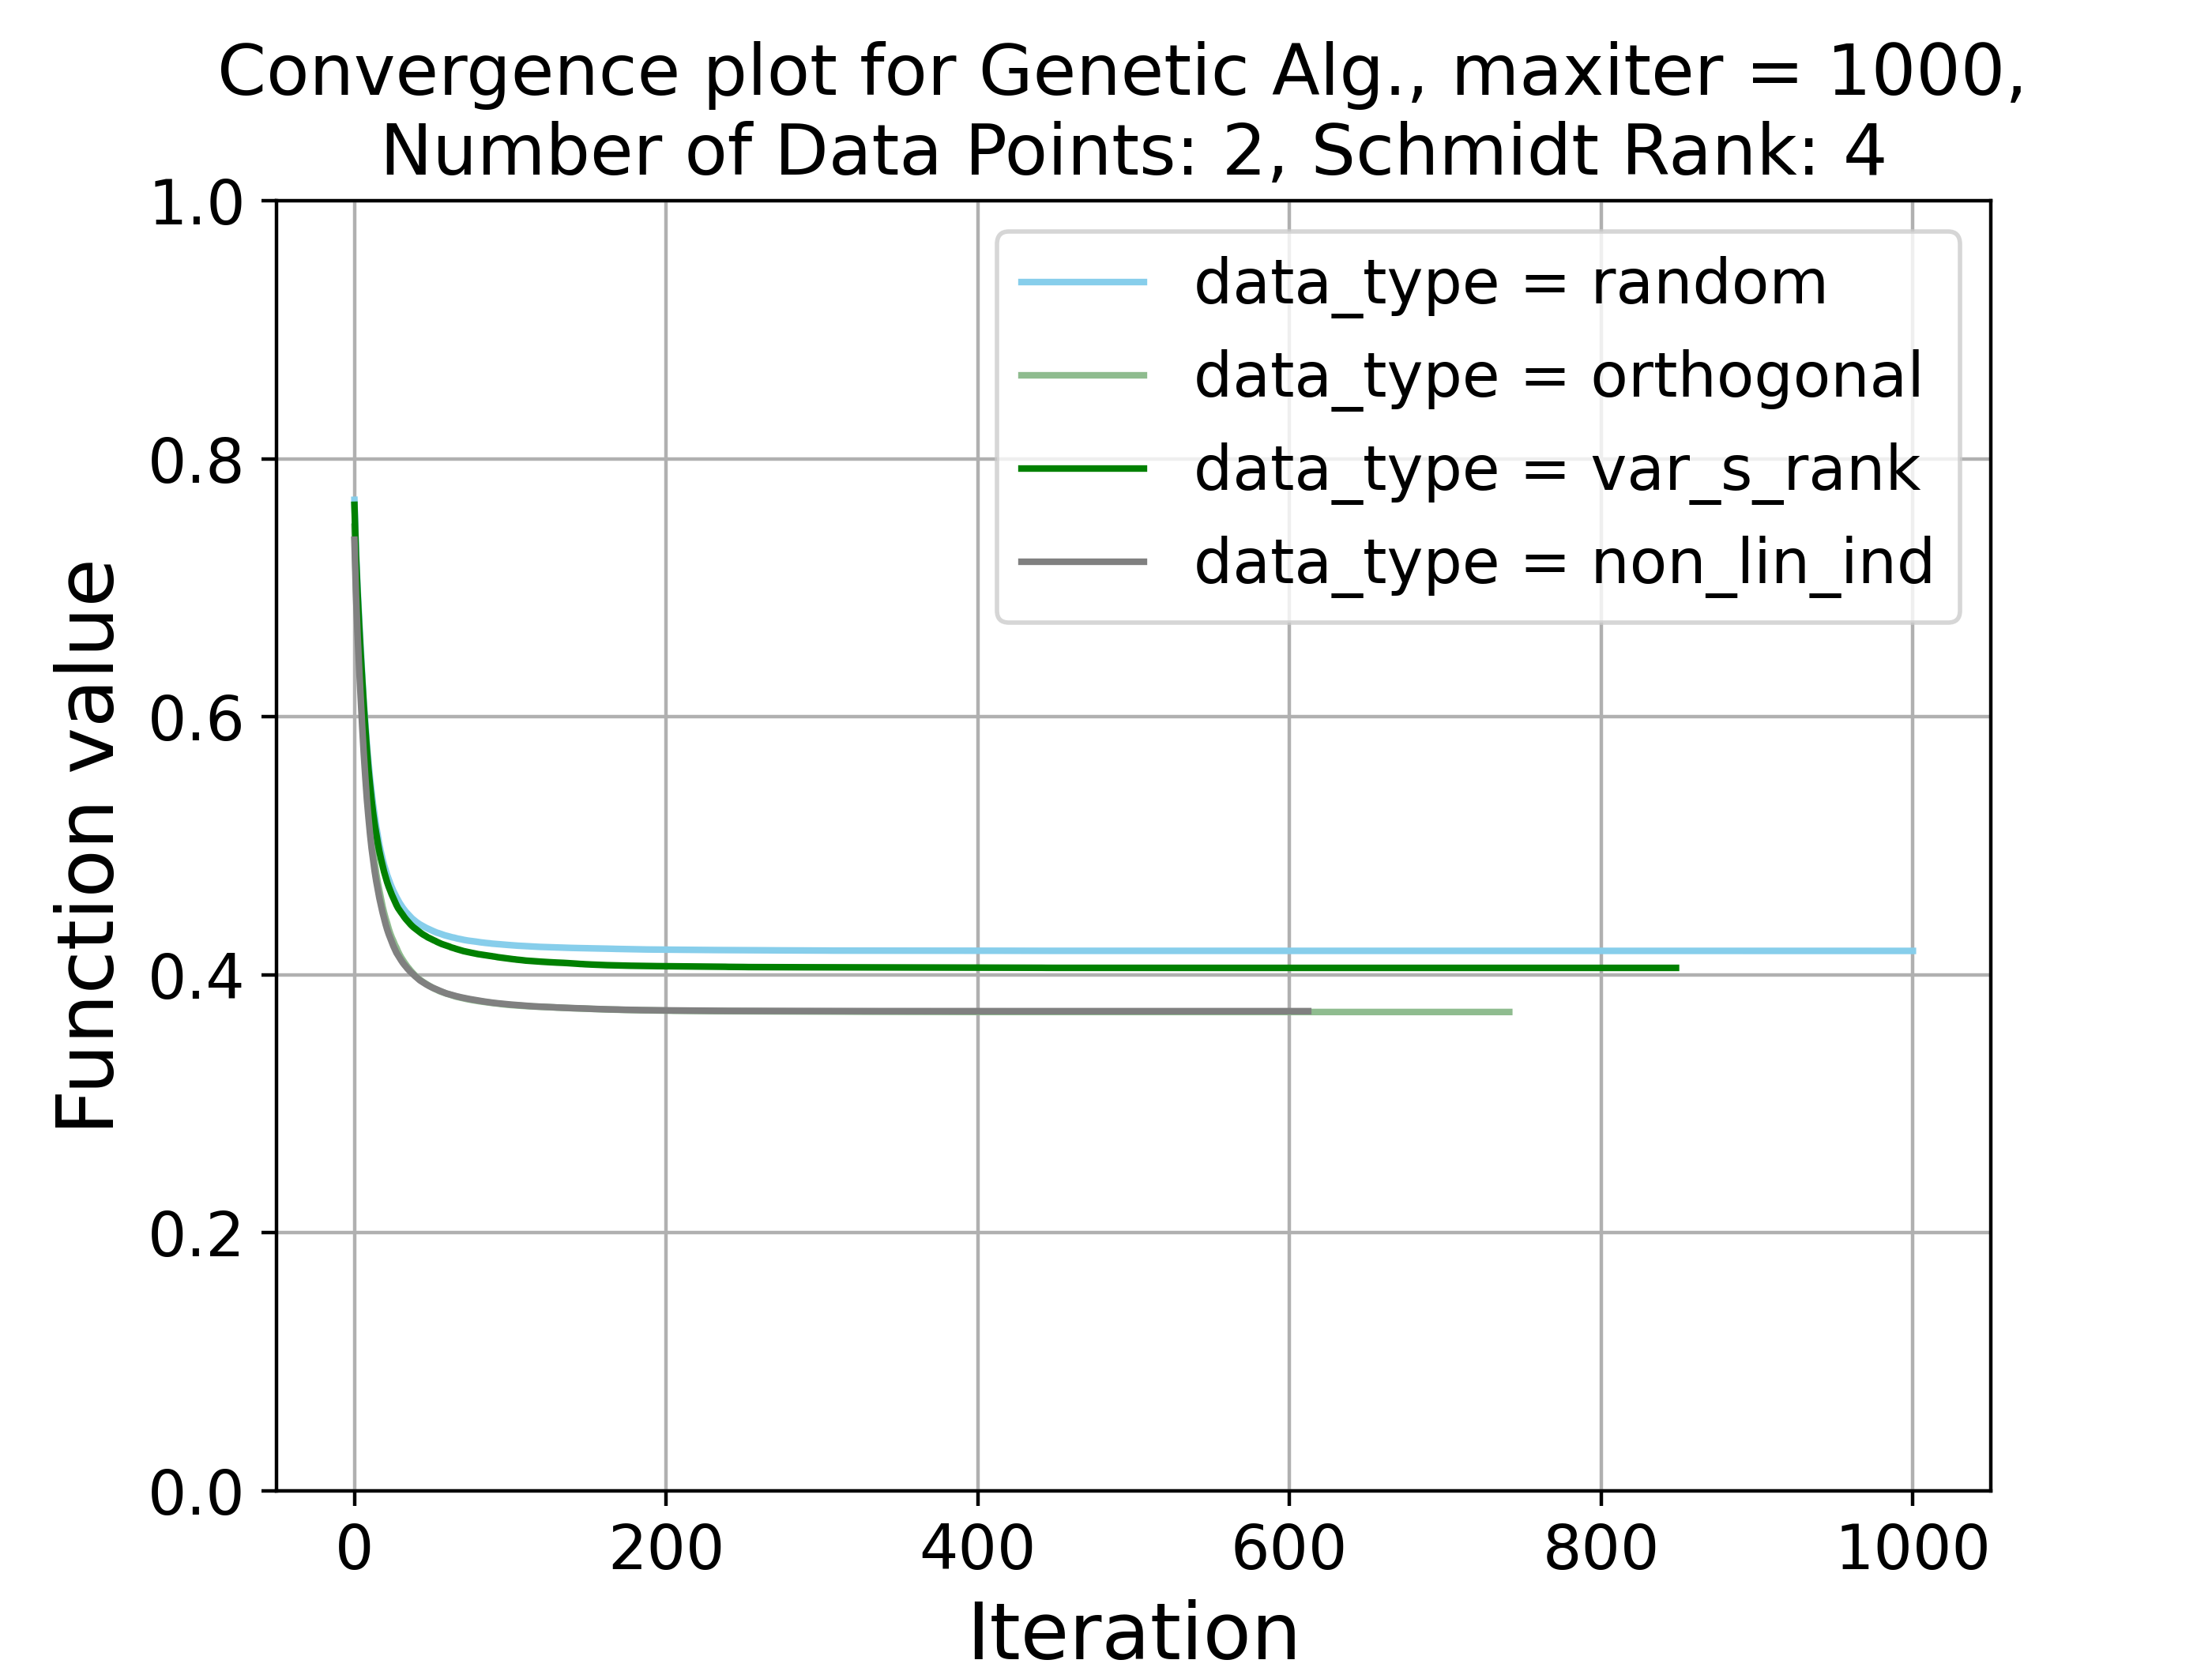 Convergence plot for Genetic Alg., maxiter = 1000,
Number of Data Points: 2, Schmidt Rank: 4
1.0
0.8
0.6
0.4
0.2
0.0
Function value
data_type = random
data_type = orthogonal
data_type = var_s_rank
data_type = non_lin_ind
0 200 400 600 800 1000
Iteration